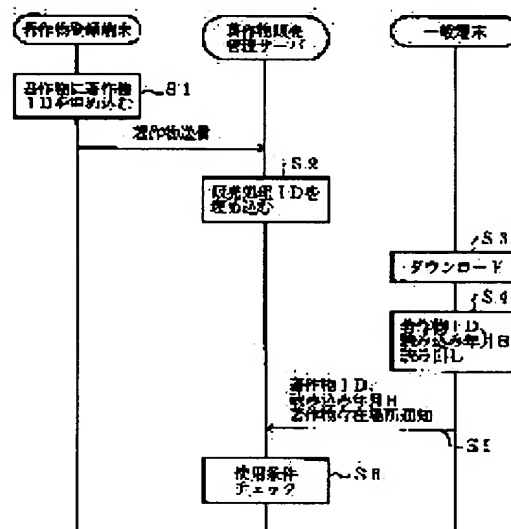 著作物登録端末
著作物販売
管理サーバ
一般端末
著作物に著作物
IDを埋め込む
S1
著作物送信
S2
販売処理IDを
埋め込む
S3
ダウンロード
S4
著作物ID、
読み込み年月日
読み出し
著作物ID、
読み込み年月日
著作物存在場所通知
S5
使用条件
チェック
S6